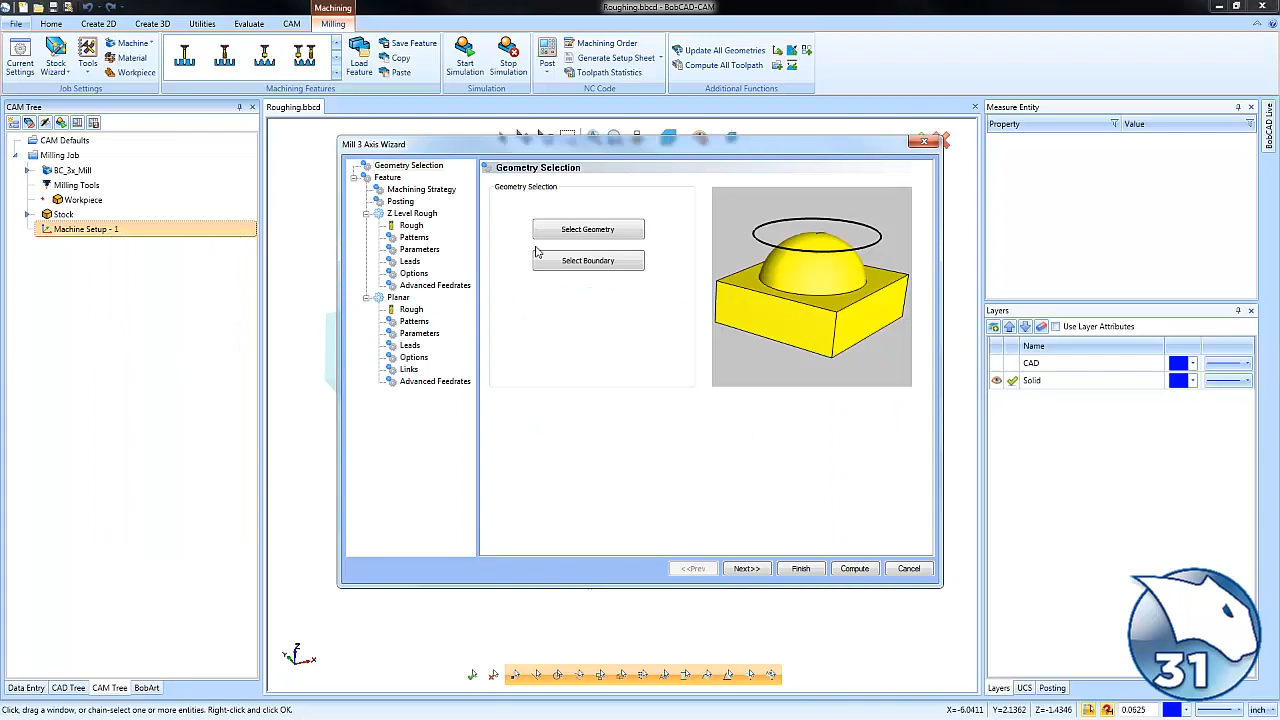 Roughing.bbcd - BobCAD-CAM
Machining
File Home Create 2D Create 3D Utilities Evaluate CAM Milling
Current Settings
Stock Wizard
Tools
Machine
Material
Workpiece
Job Settings
Load Feature
Save Feature
Copy
Paste
Machining Features
Start Simulation
Stop Simulation
Simulation
Post
Machining Order
Generate Setup Sheet
Toolpath Statistics
NC Code
Update All Geometries
Compute All Toolpath
Additional Functions
CAM Tree
CAM Defaults
Milling Job
BC_3x_Mill
Milling Tools
Workpiece
Stock
Machine Setup - 1
Roughing.bbcd
Mill 3 Axis Wizard
Geometry Selection
Feature
Machining Strategy
Posting
Z Level Rough
Rough
Patterns
Parameters
Leads
Options
Advanced Feedrates
Planar
Rough
Patterns
Parameters
Leads
Options
Links
Advanced Feedrates
Geometry Selection
Geometry Selection
Select Geometry
Select Boundary
<<Prev Next>> Finish Compute Cancel
Measure Entity
Property Value
BobCAD Live
Layers
Use Layer Attributes
Name
CAD
Solid
Z
Y
X
31
Data Entry CAD Tree CAM Tree BobArt
Layers UCS Posting
Click, drag a window, or chain-select one or more entities. Right-click and click OK.
X=-6.0411 Y=2.1362 Z=-1.4346 0.0625 inch